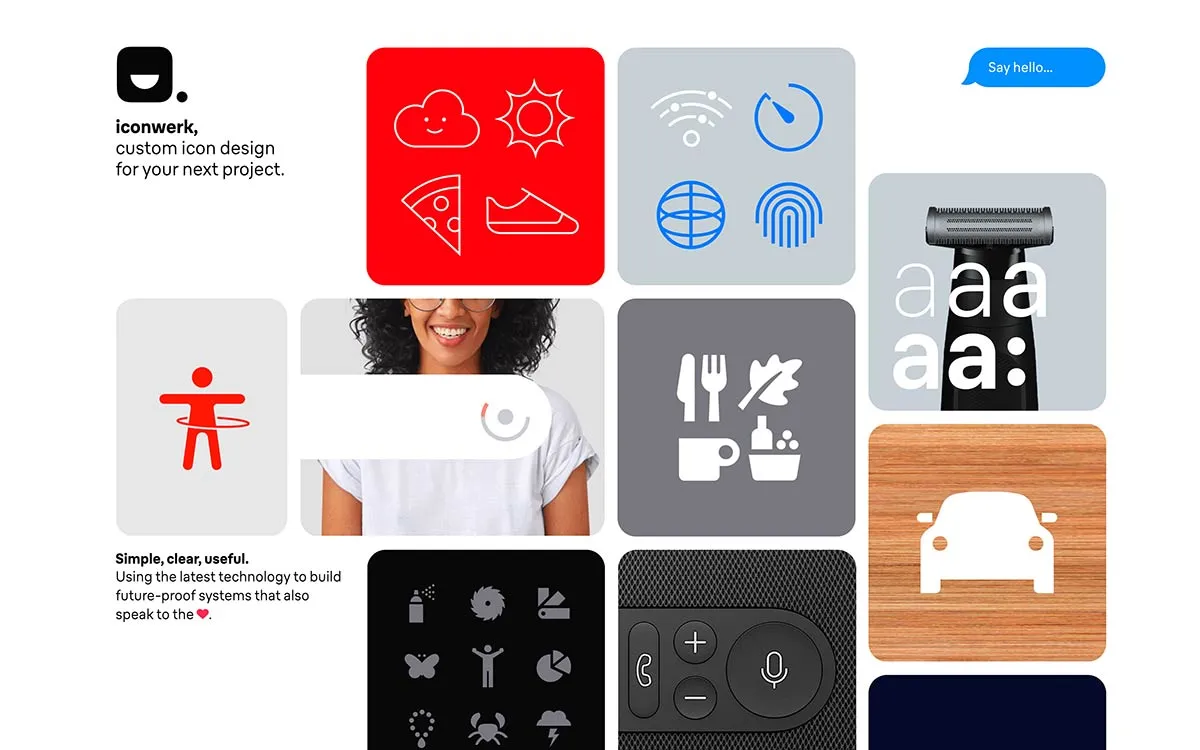 iconwerk,
custom icon design
for your next project.
Say hello...
aaa
aa:
Simple, clear, useful.
Using the latest technology to build
future-proof systems that also
speak to the ❤.